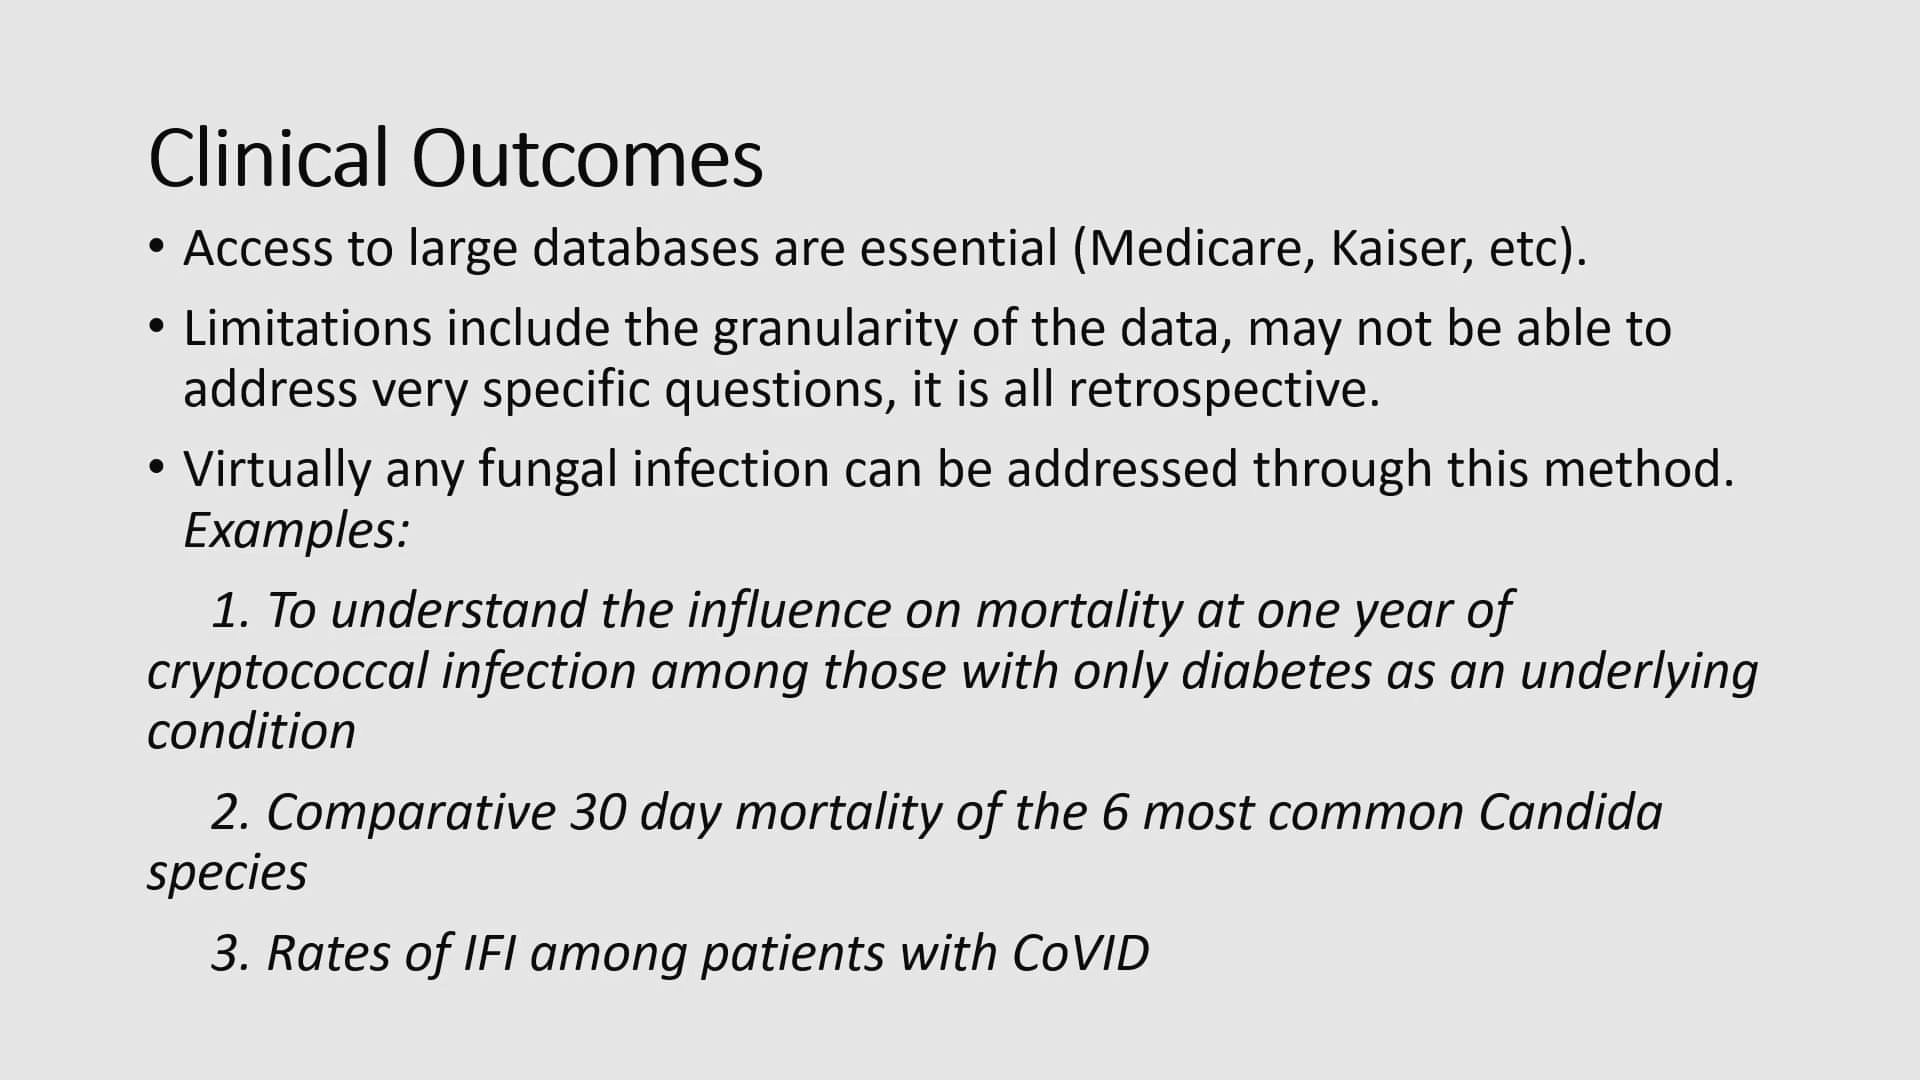 Clinical Outcomes
• Access to large databases are essential (Medicare, Kaiser, etc).
• Limitations include the granularity of the data, may not be able to
address very specific questions, it is all retrospective.
• Virtually any fungal infection can be addressed through this method.
Examples:
1. To understand the influence on mortality at one year of
cryptococcal infection among those with only diabetes as an underlying
condition
2. Comparative 30 day mortality of the 6 most common Candida
species
3. Rates of IFI among patients with CoVID